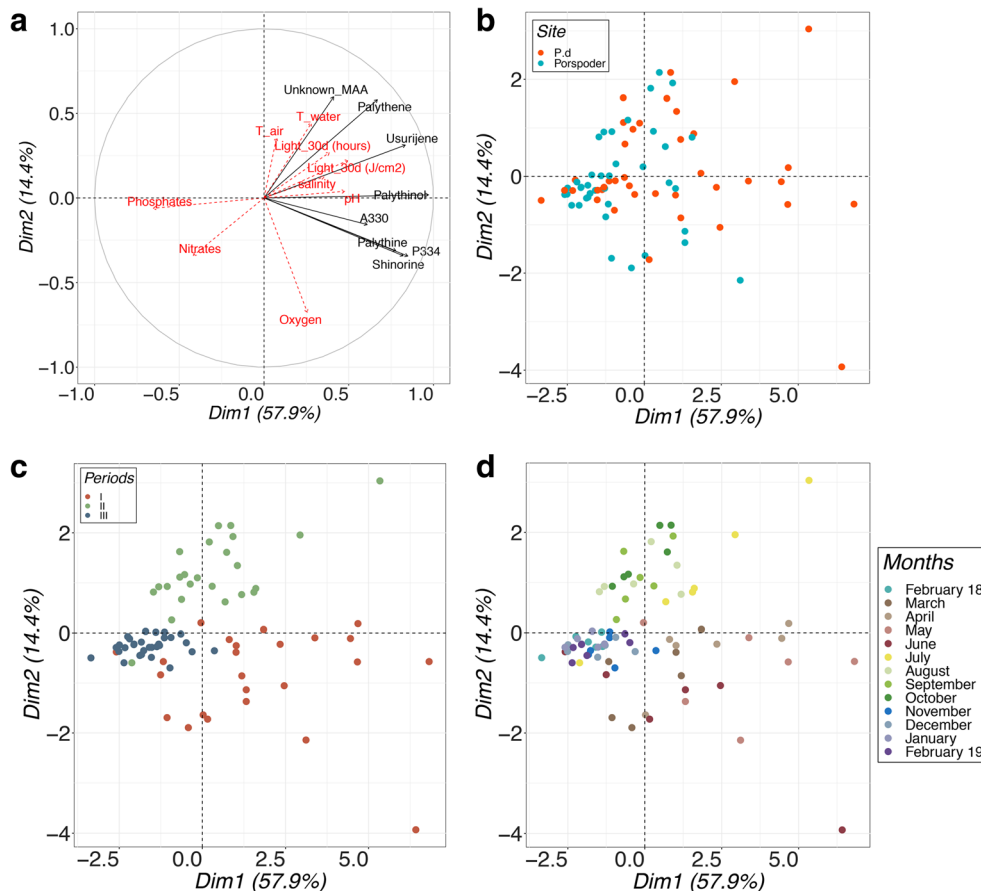 a
1.0
0.5
0.0
−0.5
−1.0
Dim2 (14.4%)
Unknown_MAA
Palythene
T_water
T_air
Usurijene
Light_30d (hours)
Light_30d (J/cm2)
salinity
Phosphates
pH
Palythinol
A330
Nitrates
Palythine
P334
Shinorine
Oxygen
−1.0
−0.5
0.0
0.5
1.0
Dim1 (57.9%)
b
Site
P.d
Porspoder
2
0
−2
−4
Dim2 (14.4%)
−2.5
0.0
2.5
5.0
Dim1 (57.9%)
c
Periods
I
II
III
2
0
−2
−4
Dim2 (14.4%)
−2.5
0.0
2.5
5.0
Dim1 (57.9%)
d
2
0
−2
−4
Dim2 (14.4%)
−2.5
0.0
2.5
5.0
Dim1 (57.9%)
Months
February 18
March
April
May
June
July
August
September
October
November
December
January
February 19